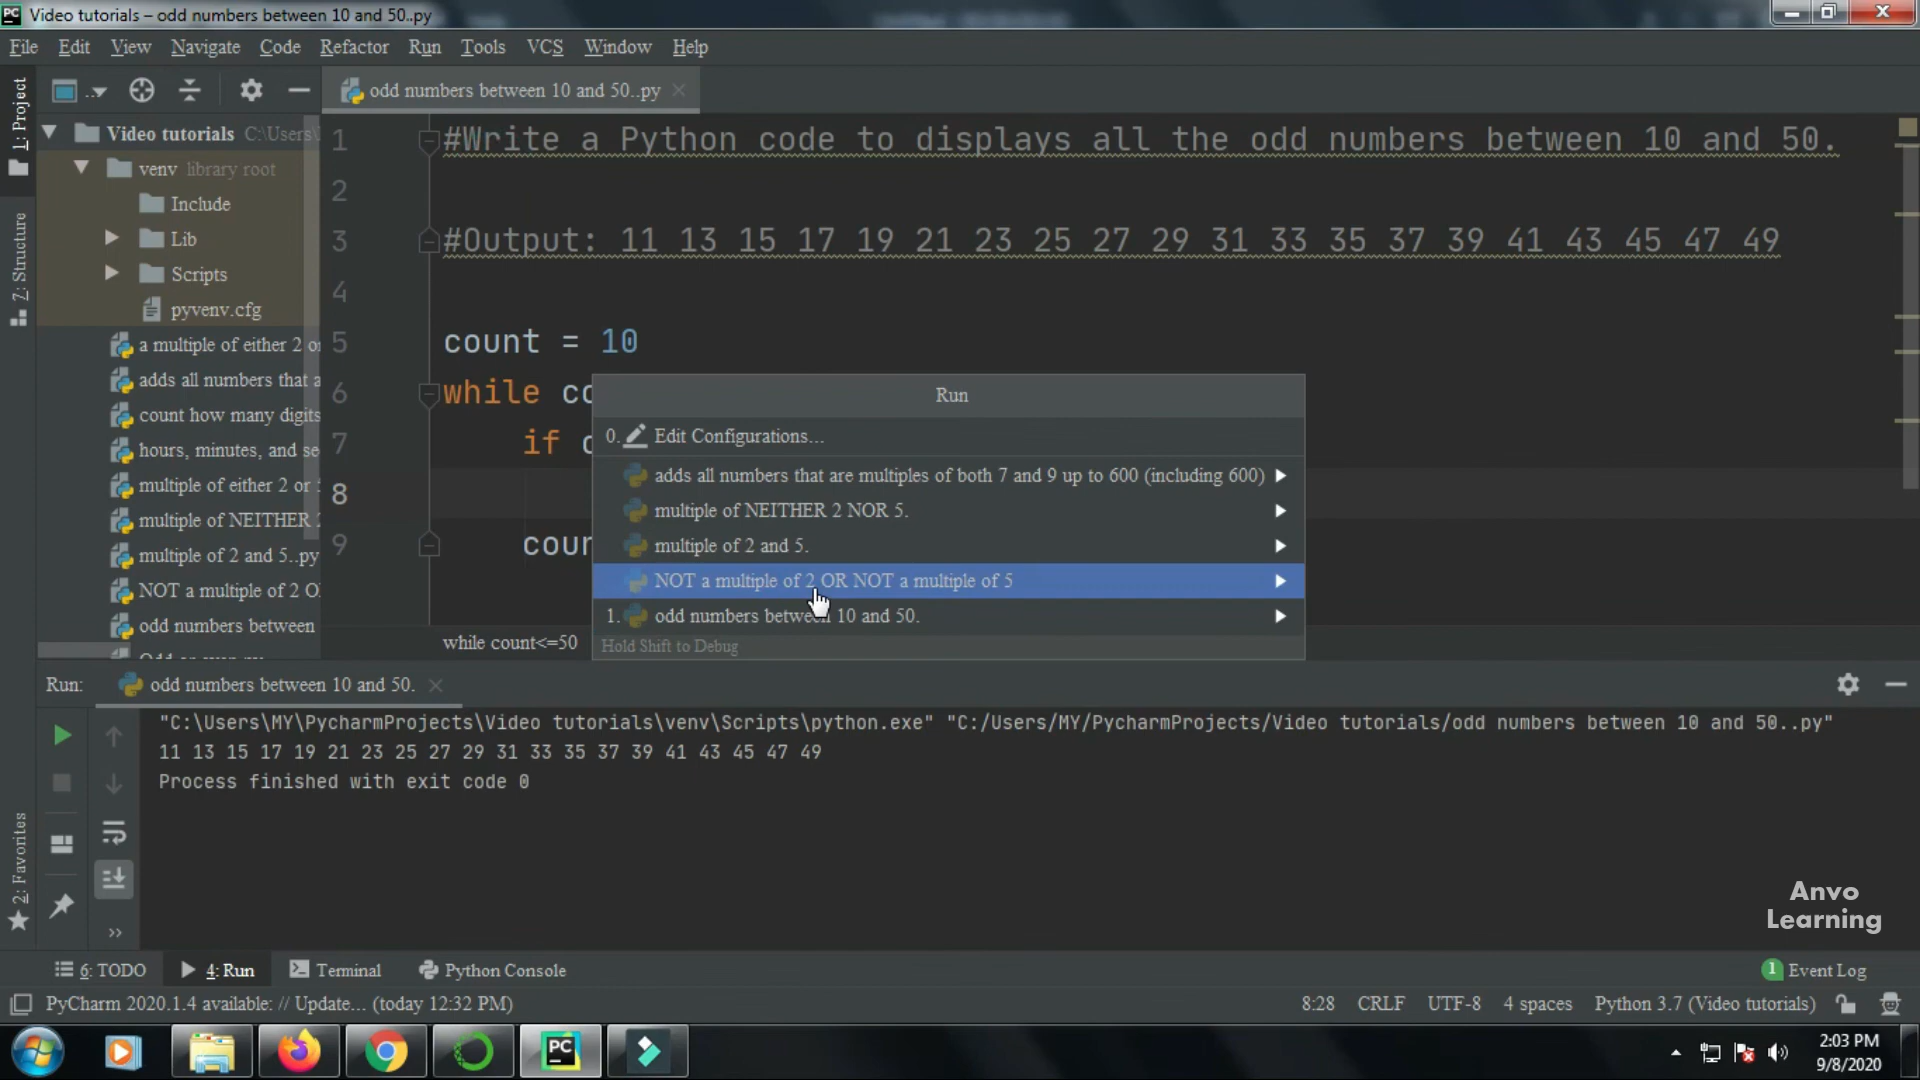 Video tutorials – odd numbers between 10 and 50..py
File Edit View Navigate Code Refactor Run Tools VCS Window Help
odd numbers between 10 and 50..py
1: Project
7: Structure
2: Favorites
Video tutorials C:\Users\
venv library root
Include
Lib
Scripts
pyvenv.cfg
a multiple of either 2 o
adds all numbers that a
count how many digits
hours, minutes, and se
multiple of either 2 or
multiple of NEITHER 2
multiple of 2 and 5..py
NOT a multiple of 2 O
odd numbers between
1 #Write a Python code to displays all the odd numbers between 10 and 50.
2
3 #Output: 11 13 15 17 19 21 23 25 27 29 31 33 35 37 39 41 43 45 47 49
4
5 count = 10
6 while co
7 if c
8
9 coun
while count<=50
Run
0. Edit Configurations...
adds all numbers that are multiples of both 7 and 9 up to 600 (including 600)
multiple of NEITHER 2 NOR 5.
multiple of 2 and 5.
NOT a multiple of 2 OR NOT a multiple of 5
1. odd numbers between 10 and 50.
Hold Shift to Debug
Run: odd numbers between 10 and 50.
"C:\Users\MY\PycharmProjects\Video tutorials\venv\Scripts\python.exe" "C:/Users/MY/PycharmProjects/Video tutorials/odd numbers between 10 and 50..py"
11 13 15 17 19 21 23 25 27 29 31 33 35 37 39 41 43 45 47 49
Process finished with exit code 0
Anvo
Learning
6: TODO 4: Run Terminal Python Console 1 Event Log
PyCharm 2020.1.4 available: // Update... (today 12:32 PM) 8:28 CRLF UTF-8 4 spaces Python 3.7 (Video tutorials)
PC
2:03 PM
9/8/2020